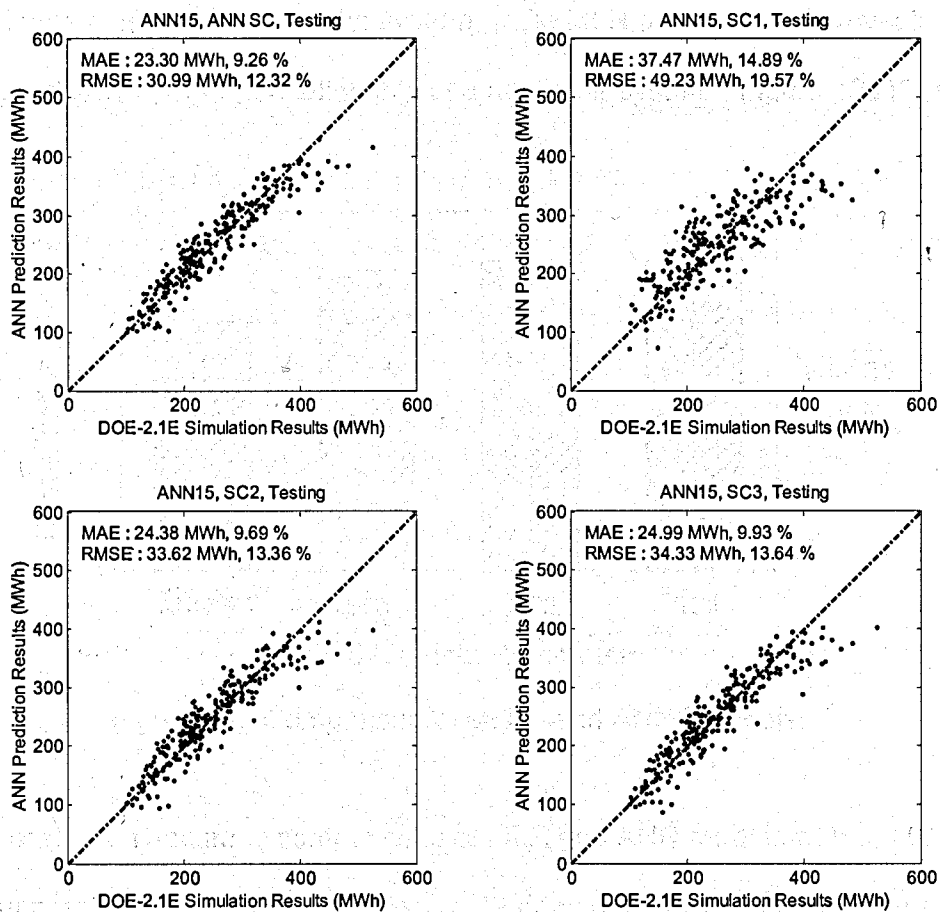 ANN15, ANN SC, Testing
MAE : 23.30 MWh, 9.26 %
RMSE : 30.99 MWh, 12.32 %
600
500
400
300
200
100
0
0 200 400 600
ANN Prediction Results (MWh)
DOE-2.1E Simulation Results (MWh)
ANN15, SC1, Testing
MAE : 37.47 MWh, 14.89 %
RMSE : 49.23 MWh, 19.57 %
600
500
400
300
200
100
0
0 200 400 600
ANN Prediction Results (MWh)
DOE-2.1E Simulation Results (MWh)
ANN15, SC2, Testing
MAE : 24.38 MWh, 9.69 %
RMSE : 33.62 MWh, 13.36 %
600
500
400
300
200
100
0
0 200 400 600
ANN Prediction Results (MWh)
DOE-2.1E Simulation Results (MWh)
ANN15, SC3, Testing
MAE : 24.99 MWh, 9.93 %
RMSE : 34.33 MWh, 13.64 %
600
500
400
300
200
100
0
0 200 400 600
ANN Prediction Results (MWh)
DOE-2.1E Simulation Results (MWh)